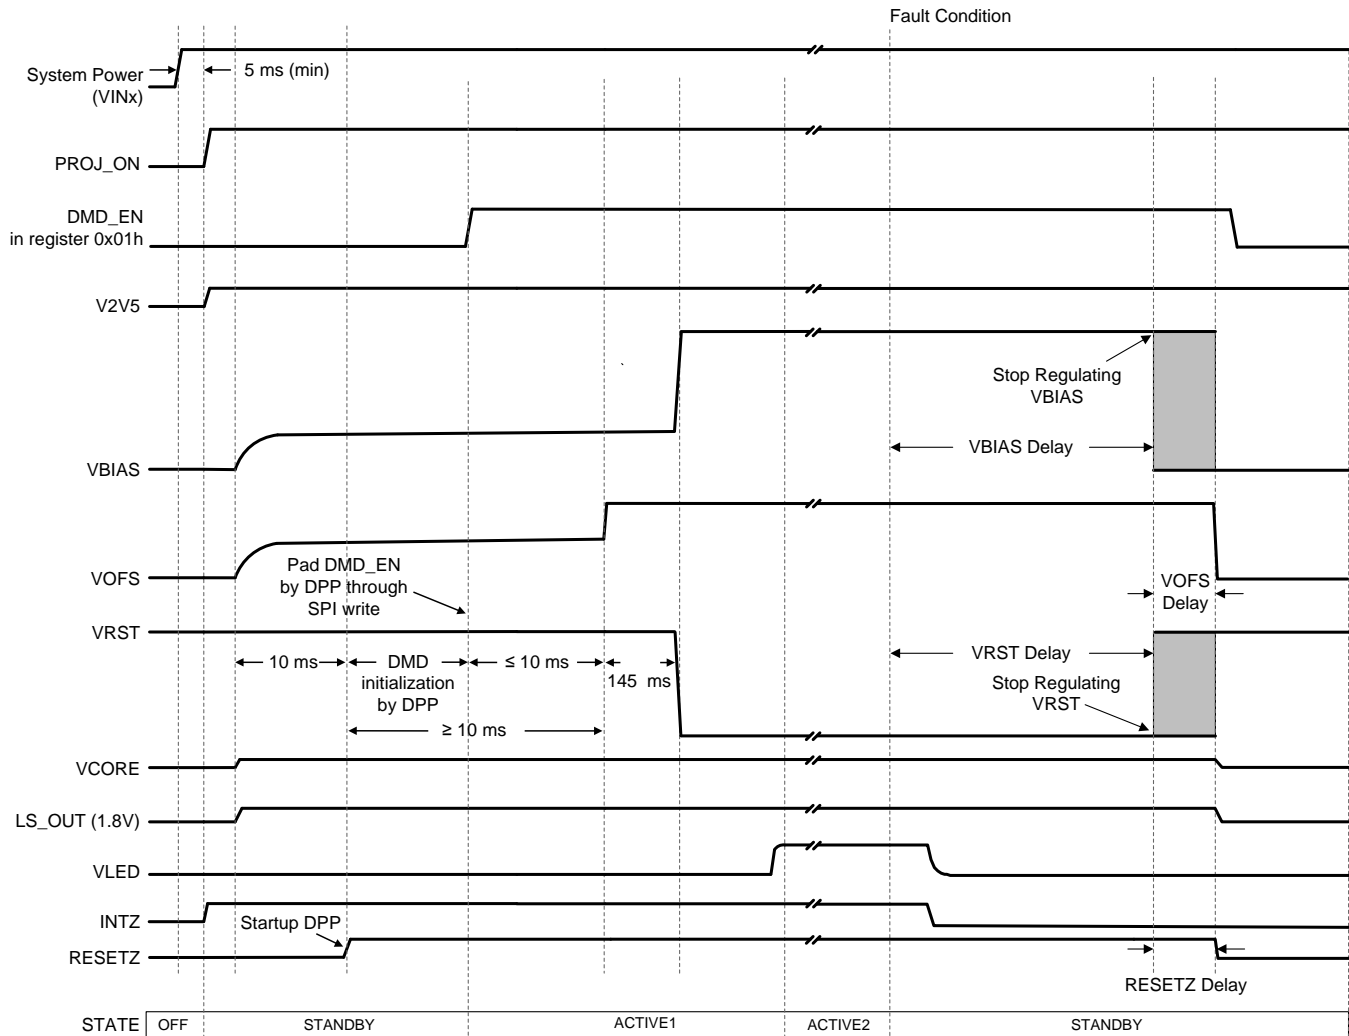 Fault Condition
System Power
(VINx)
5 ms (min)
PROJ_ON
DMD_EN
in register 0x01h
V2V5
Stop Regulating
VBIAS
VBIAS Delay
VBIAS
Pad DMD_EN
by DPP through
SPI write
VOFS
VOFS
Delay
VRST
10 ms
DMD
initialization
by DPP
≤ 10 ms
145 ms
≥ 10 ms
VRST Delay
Stop Regulating
VRST
VCORE
LS_OUT (1.8V)
VLED
INTZ
Startup DPP
RESETZ
RESETZ Delay
STATE
OFF
STANDBY
ACTIVE1
ACTIVE2
STANDBY